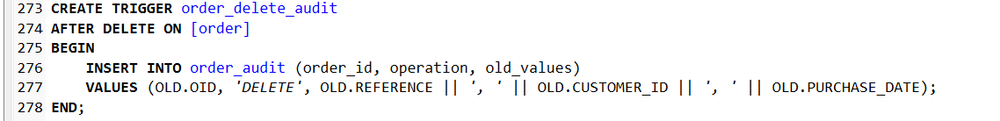 273 CREATE TRIGGER order_delete_audit
274 AFTER DELETE ON [order]
275 BEGIN
276     INSERT INTO order_audit (order_id, operation, old_values)
277     VALUES (OLD.OID, 'DELETE', OLD.REFERENCE || ', ' || OLD.CUSTOMER_ID || ', ' || OLD.PURCHASE_DATE);
278 END;